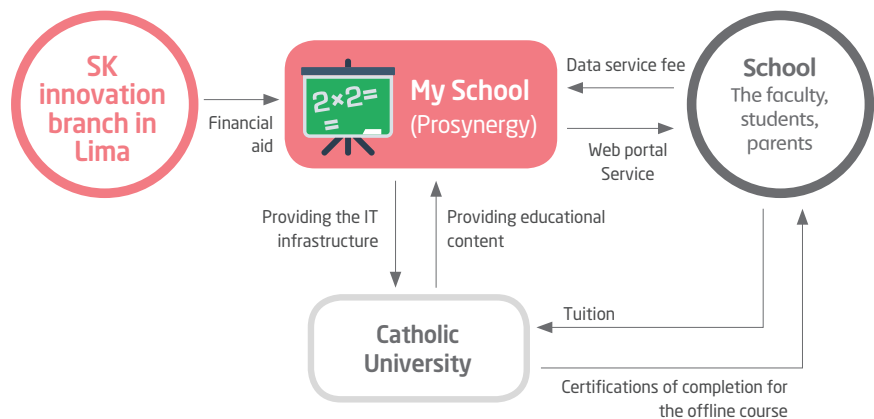 SK
innovation
branch in
Lima
Financial
aid
2×2=
=
My School
(Prosynergy)
Data service fee
Web portal
Service
School
The faculty,
students,
parents
Providing the IT
infrastructure
Providing educational
content
Catholic
University
Tuition
Certifications of completion for
the offline course